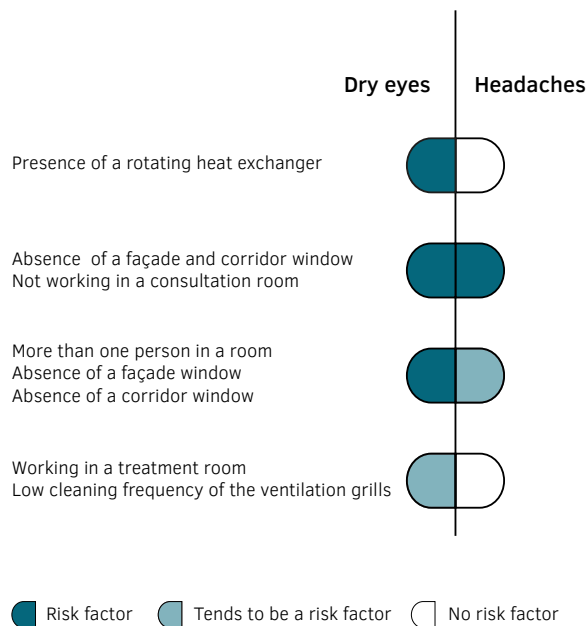 Dry eyes Headaches
Presence of a rotating heat exchanger
Absence of a façade and corridor window
Not working in a consultation room
More than one person in a room
Absence of a façade window
Absence of a corridor window
Working in a treatment room
Low cleaning frequency of the ventilation grills
Risk factor Tends to be a risk factor No risk factor